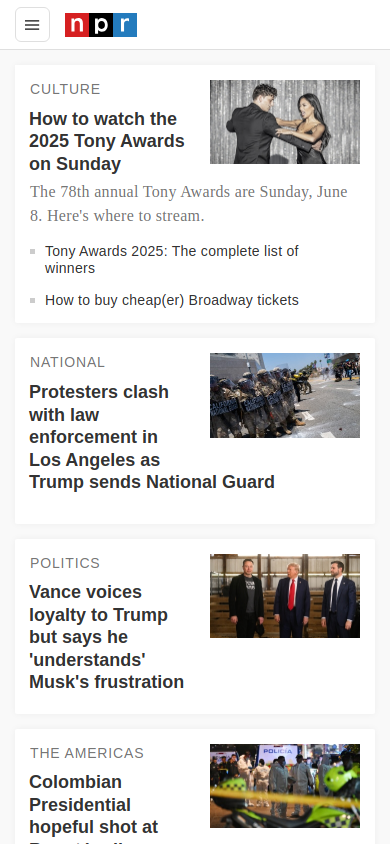 npr
CULTURE
How to watch the
2025 Tony Awards
on Sunday
The 78th annual Tony Awards are Sunday, June
8. Here's where to stream.
Tony Awards 2025: The complete list of
winners
How to buy cheap(er) Broadway tickets
NATIONAL
Protesters clash
with law
enforcement in
Los Angeles as
Trump sends National Guard
POLITICS
Vance voices
loyalty to Trump
but says he
'understands'
Musk's frustration
THE AMERICAS
Colombian
Presidential
hopeful shot at
POLICIA